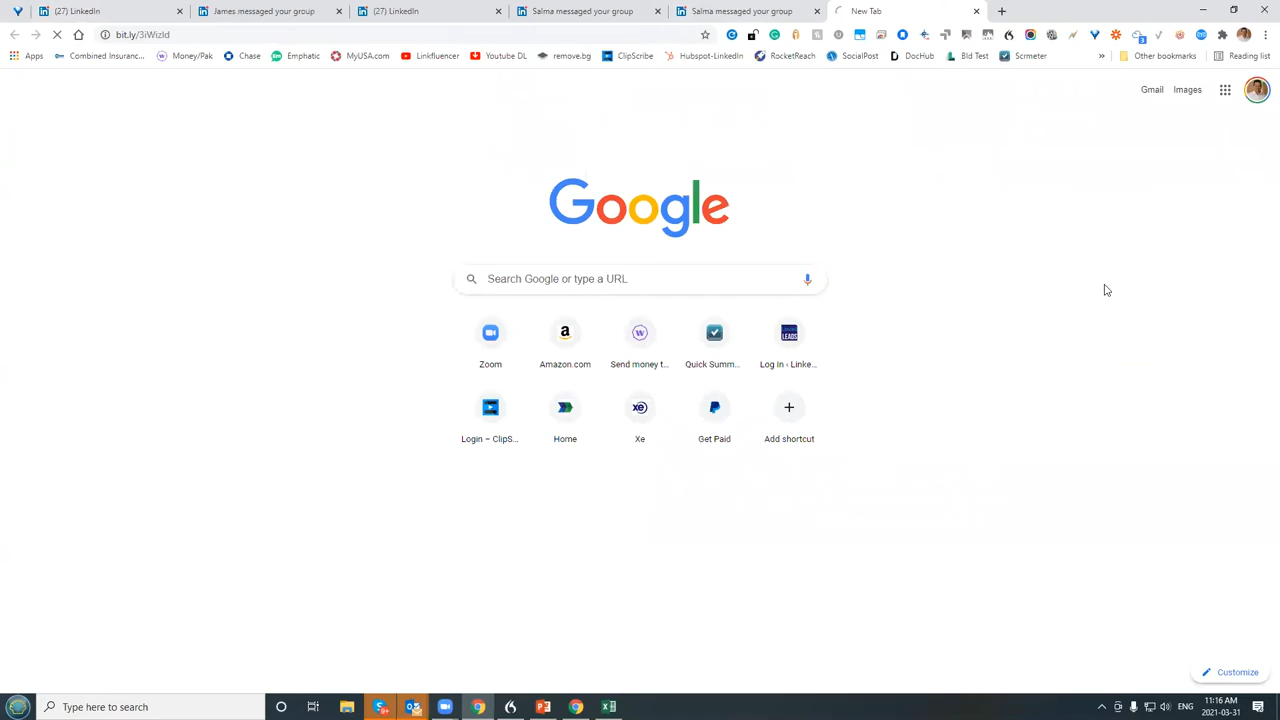 (27) LinkedIn
James messaged your group
(27) LinkedIn
Salma messaged your group
Salma messaged your group
New Tab
bit.ly/3iWizId
Apps
Combined Insuranc...
Money/Pak
Chase
Emphatic
MyUSA.com
Linkfluencer
Youtube DL
remove.bg
ClipScribe
Hubspot-LinkedIn
RocketReach
SocialPost
DocHub
Bld Test
Scrmeter
»
Other bookmarks
Reading list
Gmail
Images
Google
Search Google or type a URL
Zoom
Amazon.com
Send money t...
Quick Summ...
Log In ‹ Linke...
Login – ClipS...
Home
Xe
Get Paid
Add shortcut
Customize
Type here to search
ENG
11:16 AM
2021-03-31